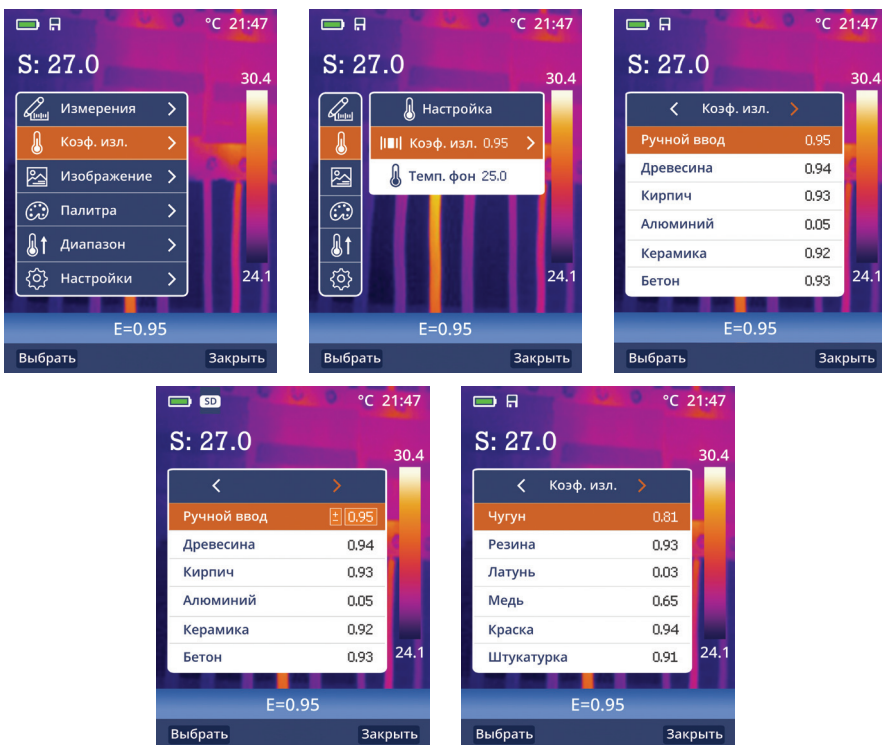 °C 21:47
S: 27.0
30.4
Измерения
Коэф. изл.
Изображение
Палитра
Диапазон
Настройки
24.1
E=0.95
Выбрать Закрыть
°C 21:47
S: 27.0
30.4
Настройка
Коэф. изл. 0.95
Темп. фон 25.0
24.1
E=0.95
Выбрать Закрыть
°C 21:47
S: 27.0
30.4
Коэф. изл.
Ручной ввод 0.95
Древесина 0.94
Кирпич 0.93
Алюминий 0.05
Керамика 0.92
Бетон 0.93
24.1
E=0.95
Выбрать Закрыть
SD °C 21:47
S: 27.0
30.4
Ручной ввод ± 0.95
Древесина 0.94
Кирпич 0.93
Алюминий 0.05
Керамика 0.92
Бетон 0.93
24.1
E=0.95
Выбрать Закрыть
°C 21:47
S: 27.0
30.4
Коэф. изл.
Чугун 0.81
Резина 0.93
Латунь 0.03
Медь 0.65
Краска 0.94
Штукатурка 0.91
24.1
E=0.95
Выбрать Закрыть